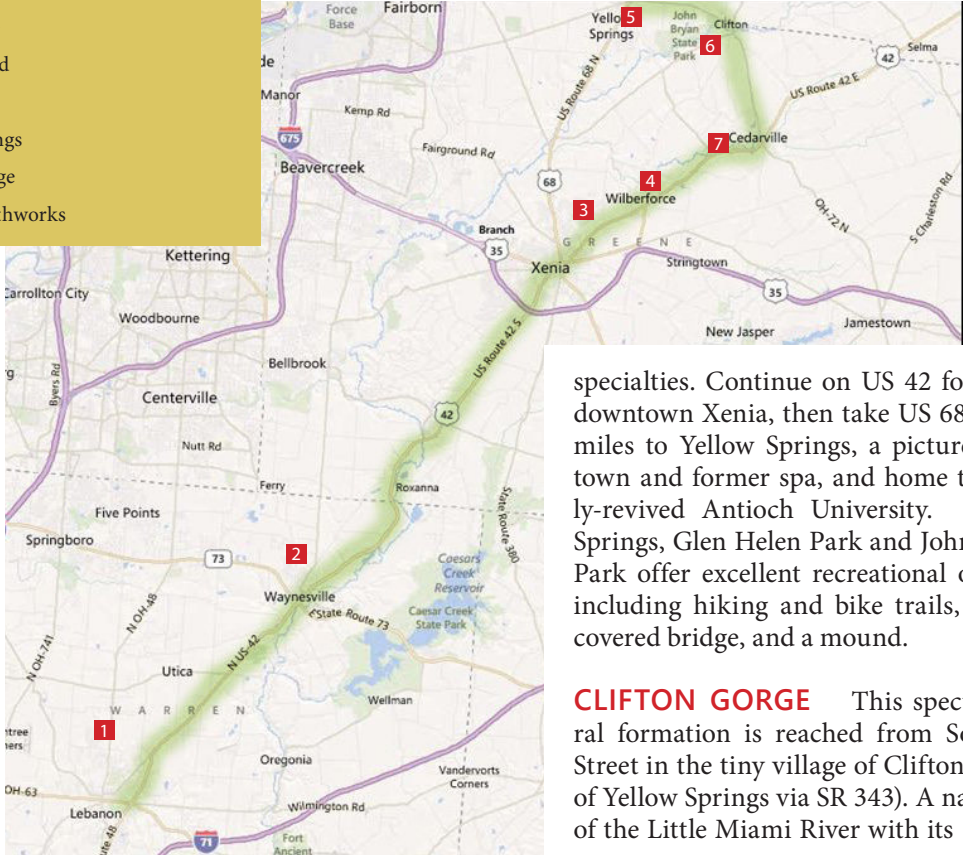 d
ngs
ge
thworks
Force
Base
Fairborn
Yello 5
Springs
John
Bryan
State
Park
6
Clifton
Selma
42
US Route 42 E
US Route 68 N
de
Manor
Kemp Rd
675
Fairground Rd
Beavercreek
7
Cedarville
68
4
Wilberforce
3
OH-72 N
S Charleston Rd
Branch
35
G R E E N E
Xenia
Stringtown
35
Kettering
Carrollton City
Woodbourne
US Route 42 S
New Jasper
Jamestown
Byers Rd
rg
Bellbrook
Centerville
42
Nutt Rd
Ferry
Roxanna
State Route 380
Five Points
Springboro
73
2
Caesars
Creek
Reservoir
Waynesville
State Route 73
Caesar Creek
State Park
N OH-48
N OH-741
N US-42
Utica
Wellman
W A R R E N
1
ntree
ners
Oregonia
Vandervorts
Corners
OH-63
Lebanon
Wilmington Rd
ute 48
71
Fort
Ancient
specialties. Continue on US 42 fo
downtown Xenia, then take US 68
miles to Yellow Springs, a pictur
town and former spa, and home t
ly-revived Antioch University.
Springs, Glen Helen Park and John
Park offer excellent recreational o
including hiking and bike trails,
covered bridge, and a mound.
CLIFTON GORGE This spec
ral formation is reached from So
Street in the tiny village of Clifton
of Yellow Springs via SR 343). A na
of the Little Miami River with its